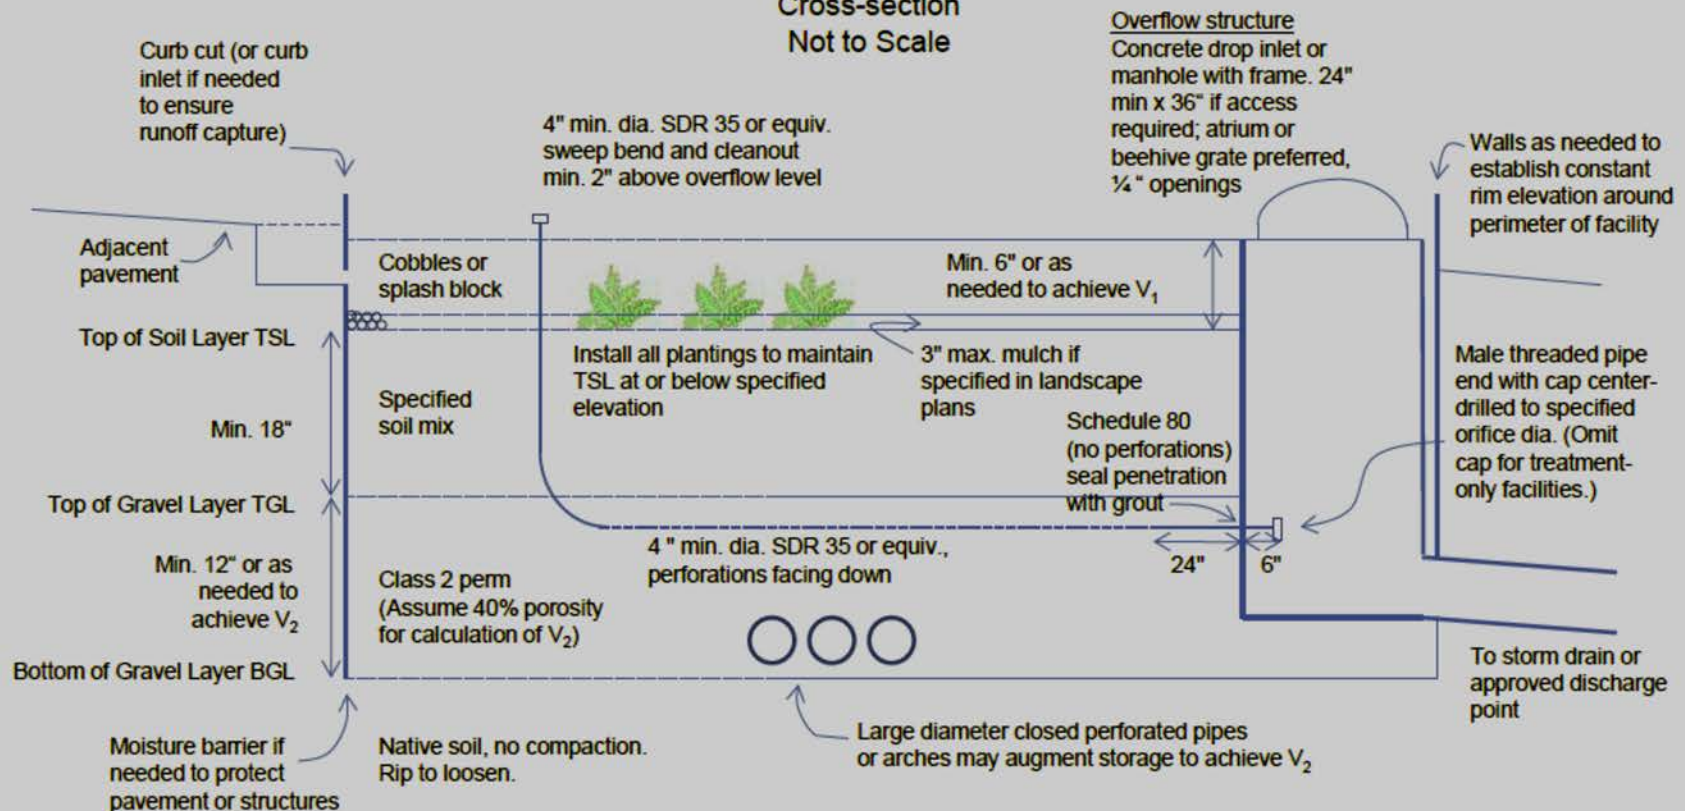 Cross-section
Not to Scale
Curb cut (or curb
inlet if needed
to ensure
runoff capture)
4" min. dia. SDR 35 or equiv.
sweep bend and cleanout
min. 2" above overflow level
Overflow structure
Concrete drop inlet or
manhole with frame. 24"
min x 36" if access
required; atrium or
beehive grate preferred,
¼" openings
Walls as needed to
establish constant
rim elevation around
perimeter of facility
Adjacent
pavement
Cobbles or
splash block
Min. 6" or as
needed to achieve V₁
Top of Soil Layer TSL
Install all plantings to maintain
TSL at or below specified
elevation
3" max. mulch if
specified in landscape
plans
Male threaded pipe
end with cap center-
drilled to specified
orifice dia. (Omit
cap for treatment-
only facilities.)
Min. 18"
Specified
soil mix
Schedule 80
(no perforations)
seal penetration
with grout
Top of Gravel Layer TGL
4 " min. dia. SDR 35 or equiv.,
perforations facing down
24"
6"
Min. 12" or as
needed to
achieve V₂
Class 2 perm
(Assume 40% porosity
for calculation of V₂)
Bottom of Gravel Layer BGL
To storm drain or
approved discharge
point
Moisture barrier if
needed to protect
pavement or structures
Native soil, no compaction.
Rip to loosen.
Large diameter closed perforated pipes
or arches may augment storage to achieve V₂